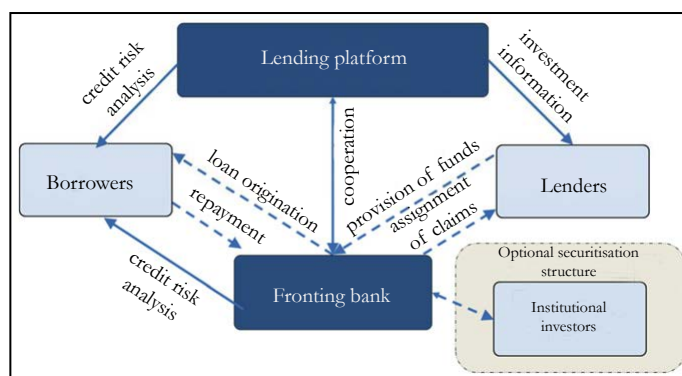 Lending platform
credit risk
analysis
investment
information
cooperation
Borrowers
loan origination
repayment
provision of funds
assignment
of claims
Lenders
credit risk
analysis
Fronting bank
Optional securitisation
structure
Institutional
investors